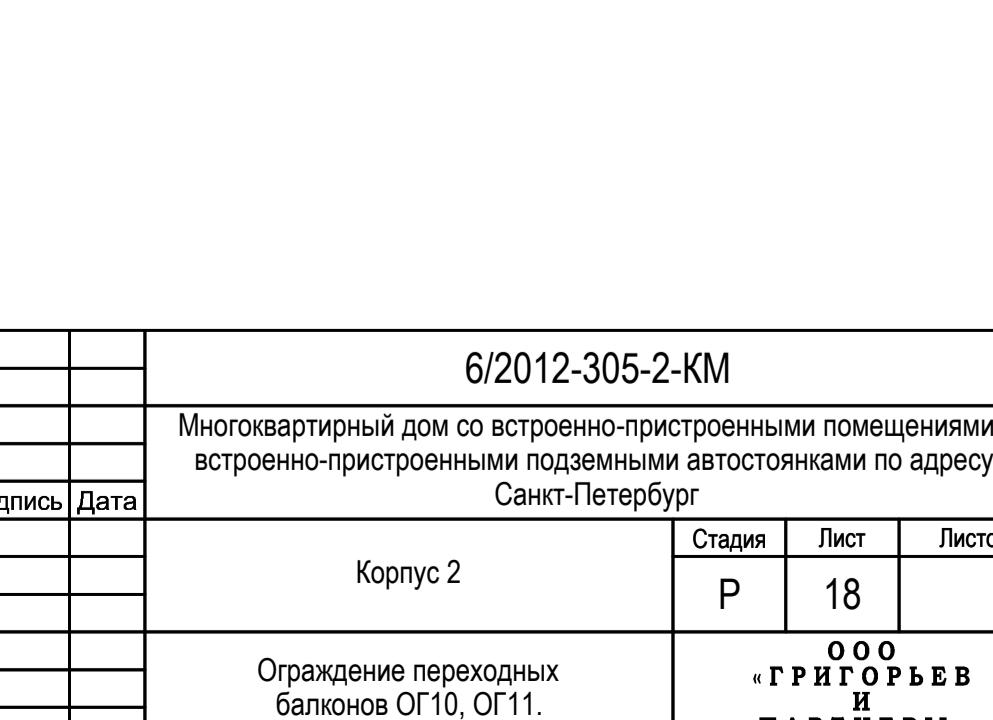 6/2012-305-2-КМ
Многоквартирный дом со встроенно-пристроенными помещениями
встроенно-пристроенными подземными автостоянками по адресу
Санкт-Петербург
Дата
Стадия Лист
Корпус 2
Р 18
Ограждение переходных
балконов ОГ10, ОГ11.
ООО
«ГРИГОРЬЕВ
И